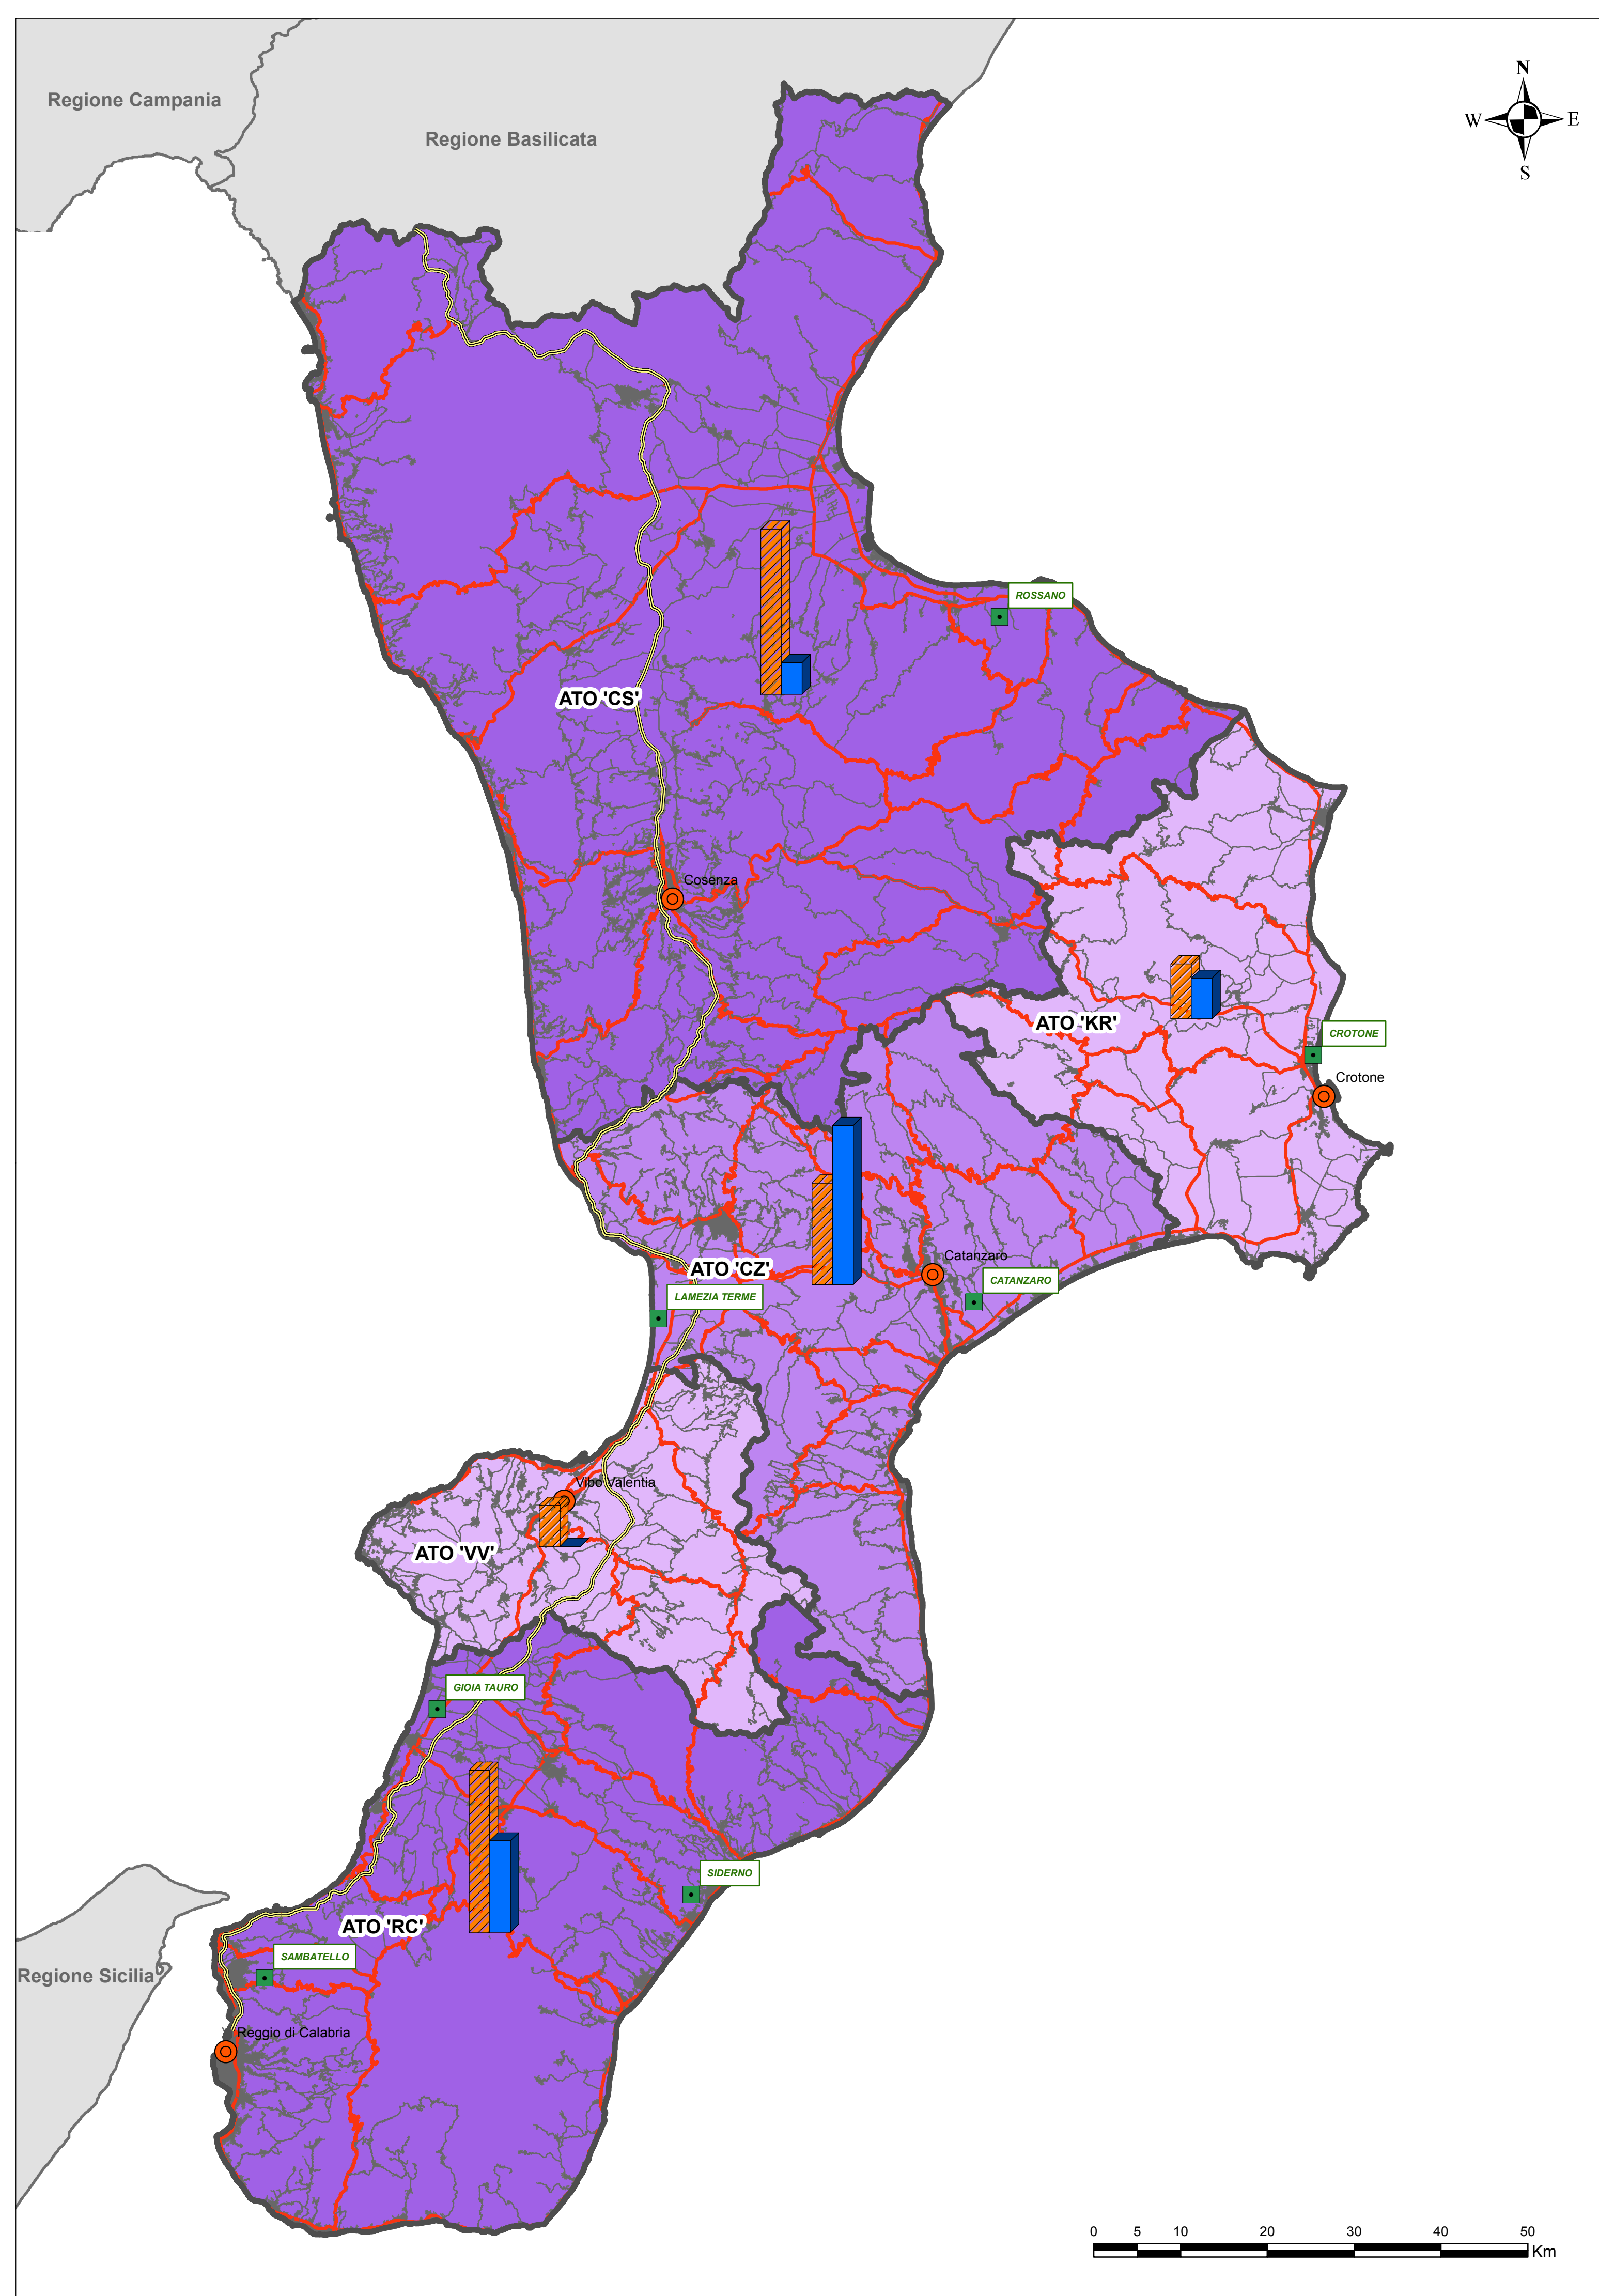 N
W
E
S
Regione Campania
Regione Basilicata
ROSSANO
ATO 'CS'
Cosenza
ATO 'KR'
CROTONE
Crotone
Catanzaro
ATO 'CZ'
CATANZARO
LAMEZIA TERME
Vibo Valentia
ATO 'VV'
GIOIA TAURO
SIDERNO
ATO 'RC'
SAMBATELLO
Regione Sicilia
Reggio di Calabria
0 5 10 20 30 40 50
Km